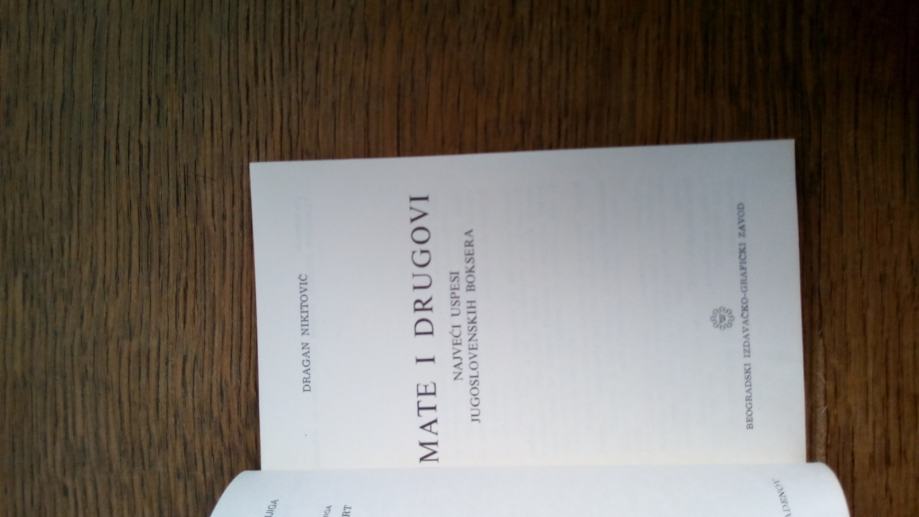 DRAGAN NIKITOVIĆ
MATE I DRUGOVI
NAJVEĆI USPESI
JUGOSLOVENSKIH BOKSERA
BEOGRADSKI IZDAVAČKO-GRAFIČKI ZAVOD